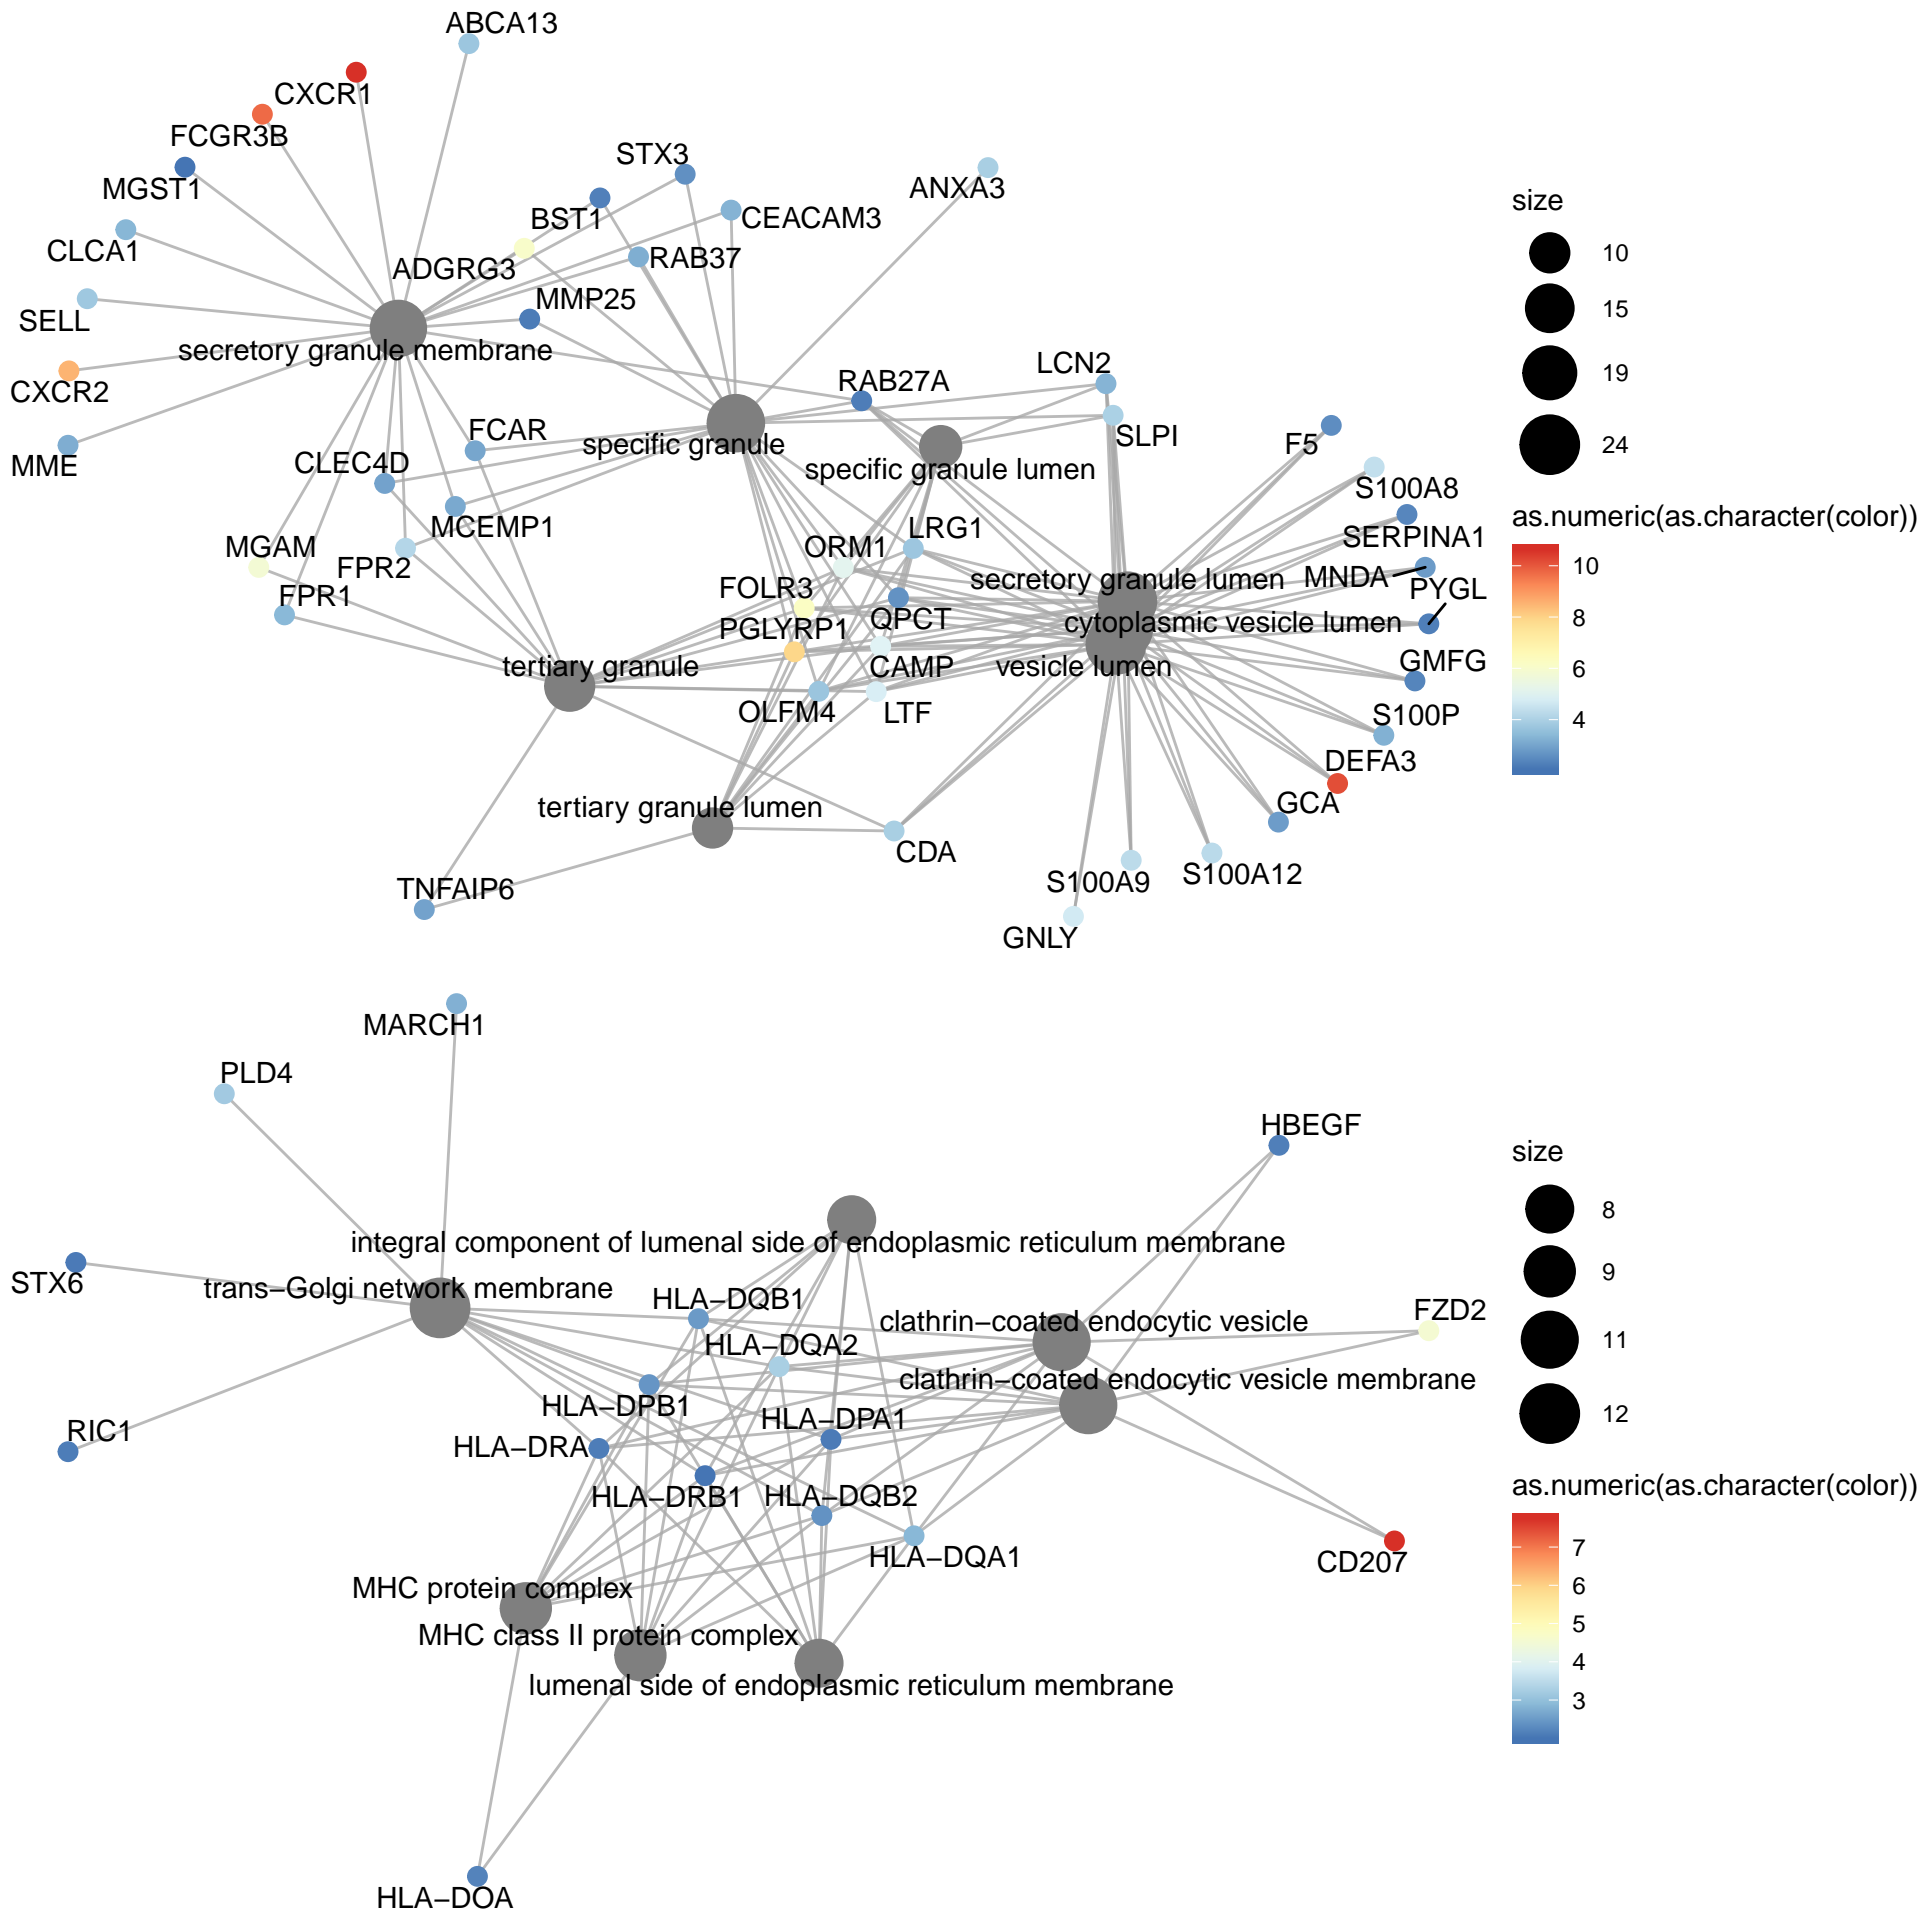 ABCA13
CXCR1
FCGR3B
MGST1
STX3
ANXA3
BST1
CEACAM3
CLCA1
ADGRG3
RAB37
MMP25
SELL
secretory granule membrane
CXCR2
RAB27A
LCN2
FCAR
specific granule
SLPI
F5
MME
CLEC4D
specific granule lumen
S100A8
MCEMP1
LRG1
SERPINA1
MGAM
FPR2
ORM1
secretory granule lumen
MNDA
PYGL
FPR1
FOLR3
QPCT
cytoplasmic vesicle lumen
PGLYRP1
tertiary granule
CAMP
vesicle lumen
GMFG
OLFM4
LTF
S100P
DEFA3
tertiary granule lumen
GCA
CDA
S100A9
S100A12
TNFAIP6
GNLY
size
10
15
19
24
as.numeric(as.character(color))
10
8
6
4
MARCH1
PLD4
HBEGF
integral component of lumenal side of endoplasmic reticulum membrane
STX6
trans−Golgi network membrane
HLA−DQB1
clathrin−coated endocytic vesicle
FZD2
HLA−DQA2
clathrin−coated endocytic vesicle membrane
HLA−DPB1
HLA−DPA1
RIC1
HLA−DRA
HLA−DRB1
HLA−DQB2
HLA−DQA1
CD207
MHC protein complex
MHC class II protein complex
lumenal side of endoplasmic reticulum membrane
HLA−DOA
size
8
9
11
12
as.numeric(as.character(color))
7
6
5
4
3